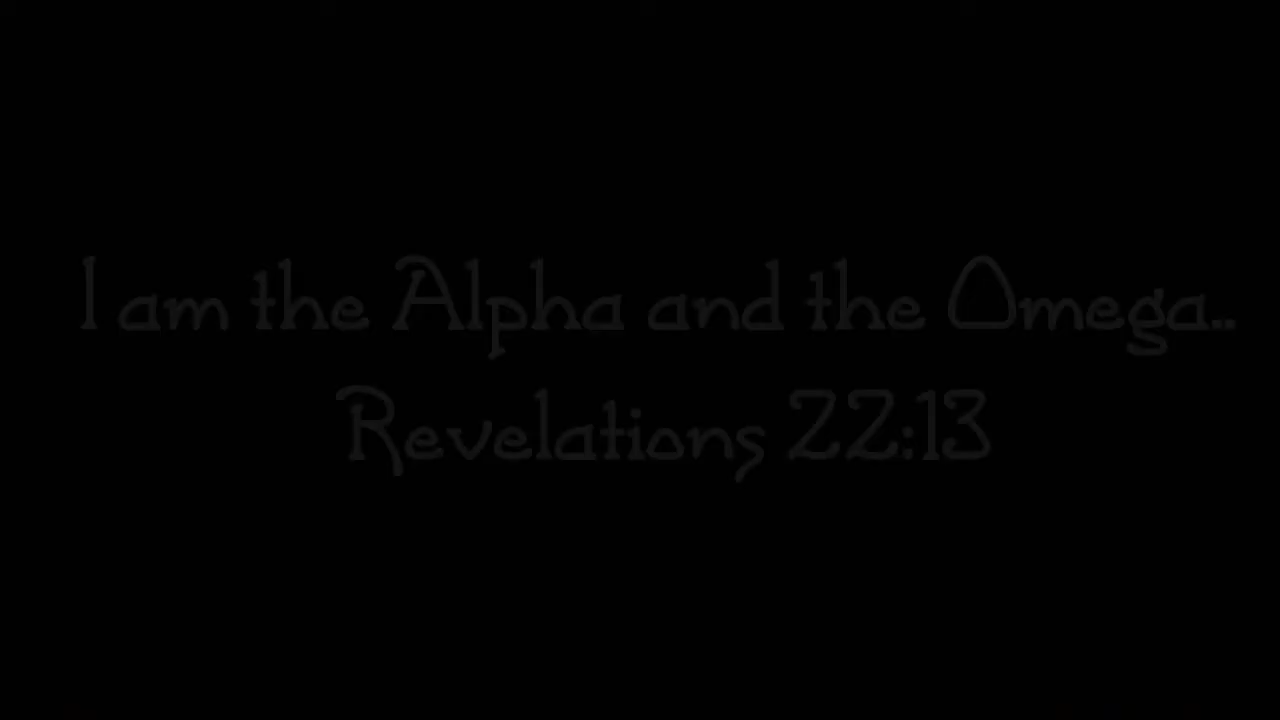 I am the Alpha and the Omega..
Revelations 22:13